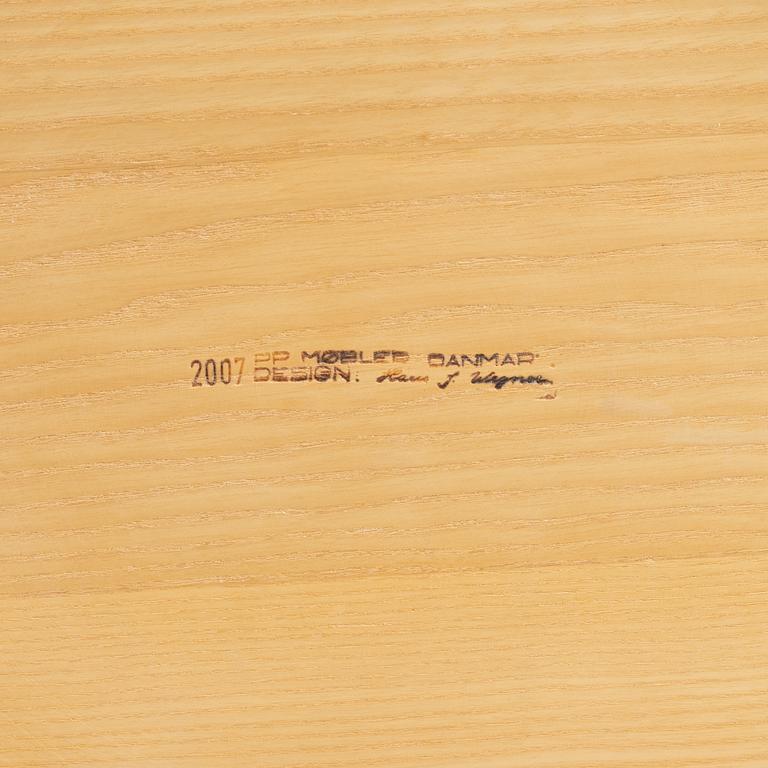 2007 PP MØBLER DANMAR
DESIGN: Hans J. Wegner